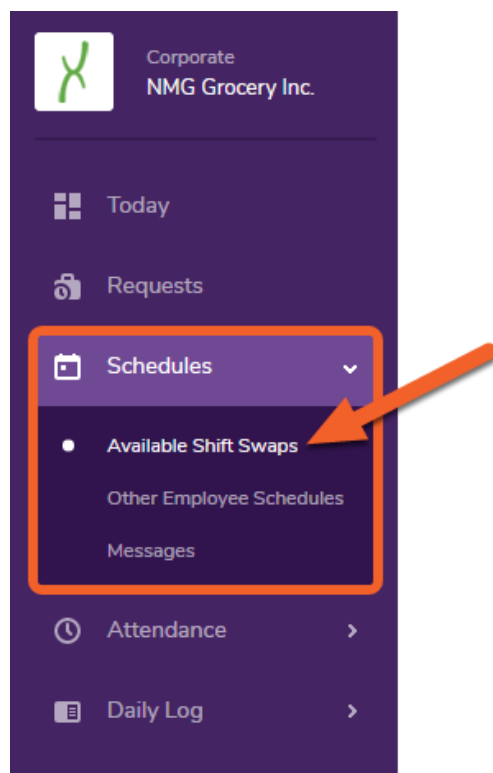 Corporate
NMG Grocery Inc.
Today
Requests
Schedules
Available Shift Swaps
Other Employee Schedules
Messages
Attendance
Daily Log